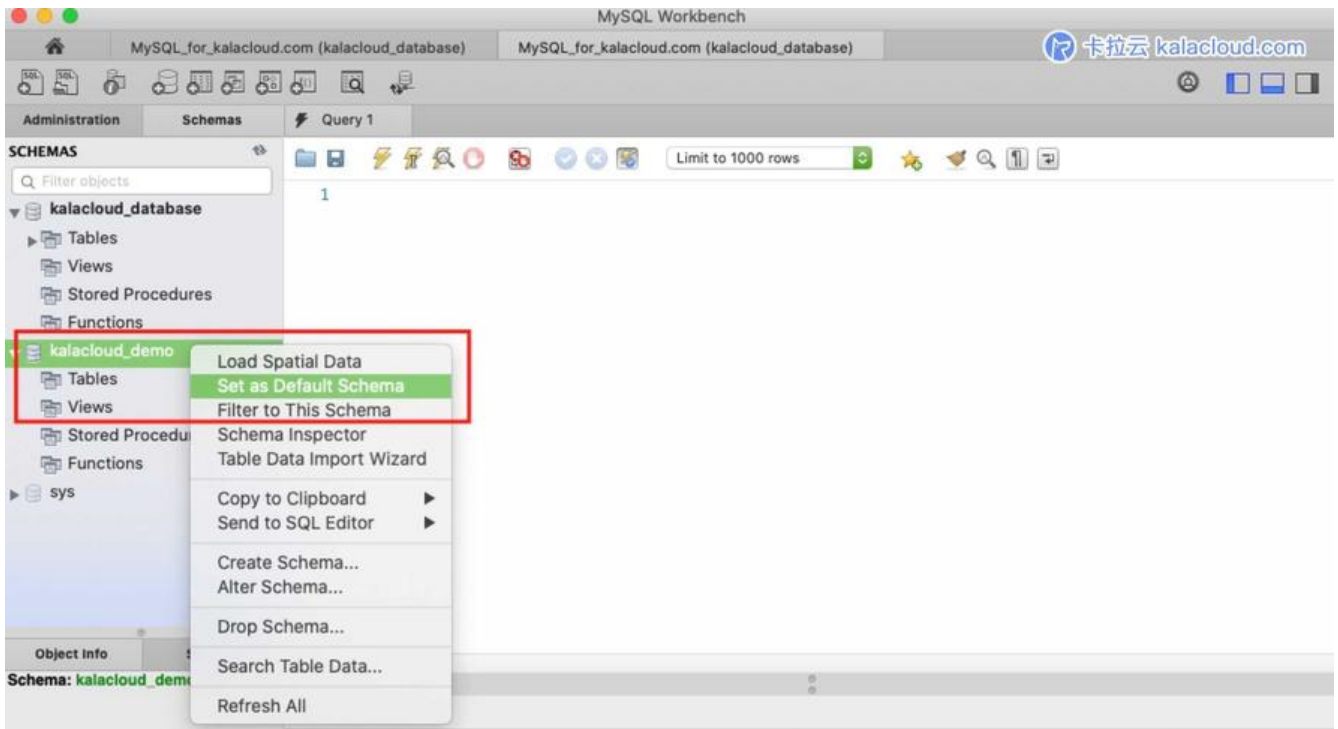 MySQL Workbench
MySQL_for_kalacloud.com (kalacloud_database)
MySQL_for_kalacloud.com (kalacloud_database)
卡拉云 kalacloud.com
Administration
Schemas
Query 1
SCHEMAS
Limit to 1000 rows
Filter objects
1
kalacloud_database
Tables
Views
Stored Procedures
Functions
kalacloud_demo
Tables
Views
Stored Procedu
Functions
sys
Load Spatial Data
Set as Default Schema
Filter to This Schema
Schema Inspector
Table Data Import Wizard
Copy to Clipboard
Send to SQL Editor
Create Schema...
Alter Schema...
Drop Schema...
Search Table Data...
Refresh All
Object Info
Schema: kalacloud_demo